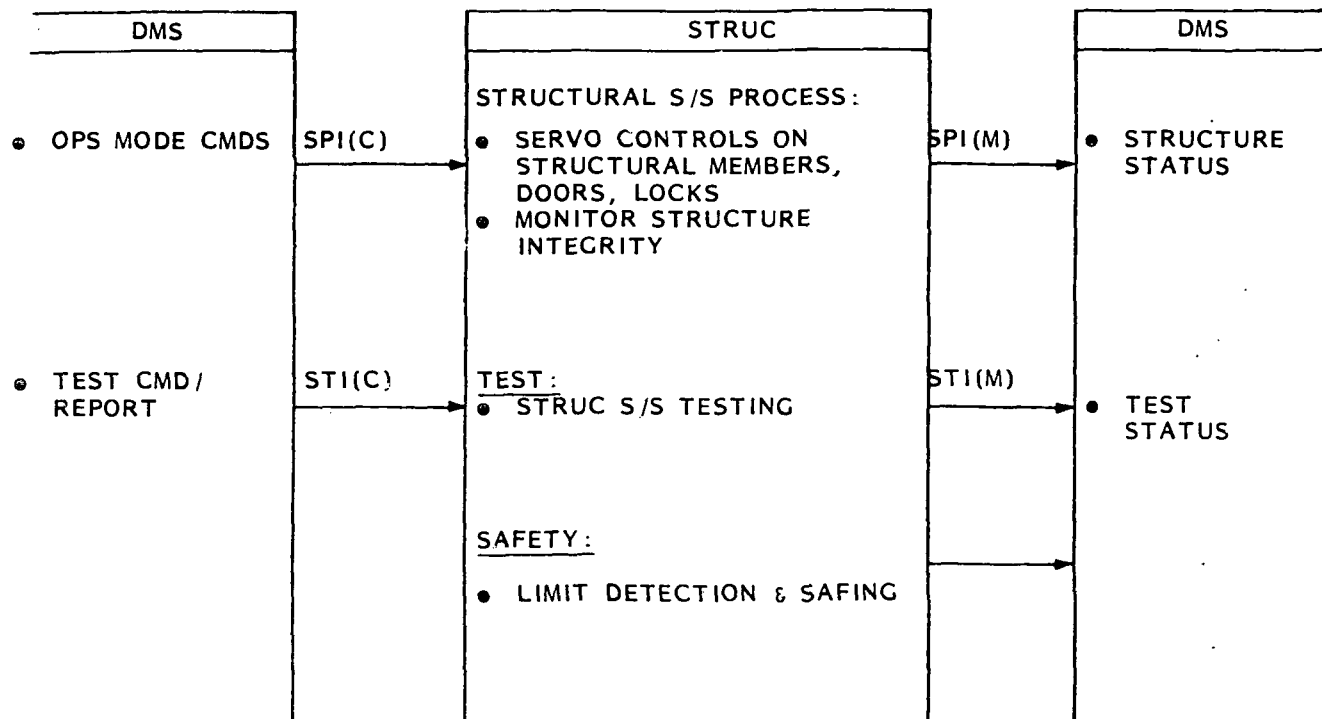 DMS
STRUC
DMS
STRUCTURAL S/S PROCESS:
• OPS MODE CMDS
SPI(C)
• SERVO CONTROLS ON
STRUCTURAL MEMBERS,
DOORS, LOCKS
• MONITOR STRUCTURE
INTEGRITY
SPI(M)
• STRUCTURE
STATUS
• TEST CMD/
REPORT
STI(C)
TEST:
• STRUC S/S TESTING
STI(M)
• TEST
STATUS
SAFETY:
• LIMIT DETECTION & SAFING